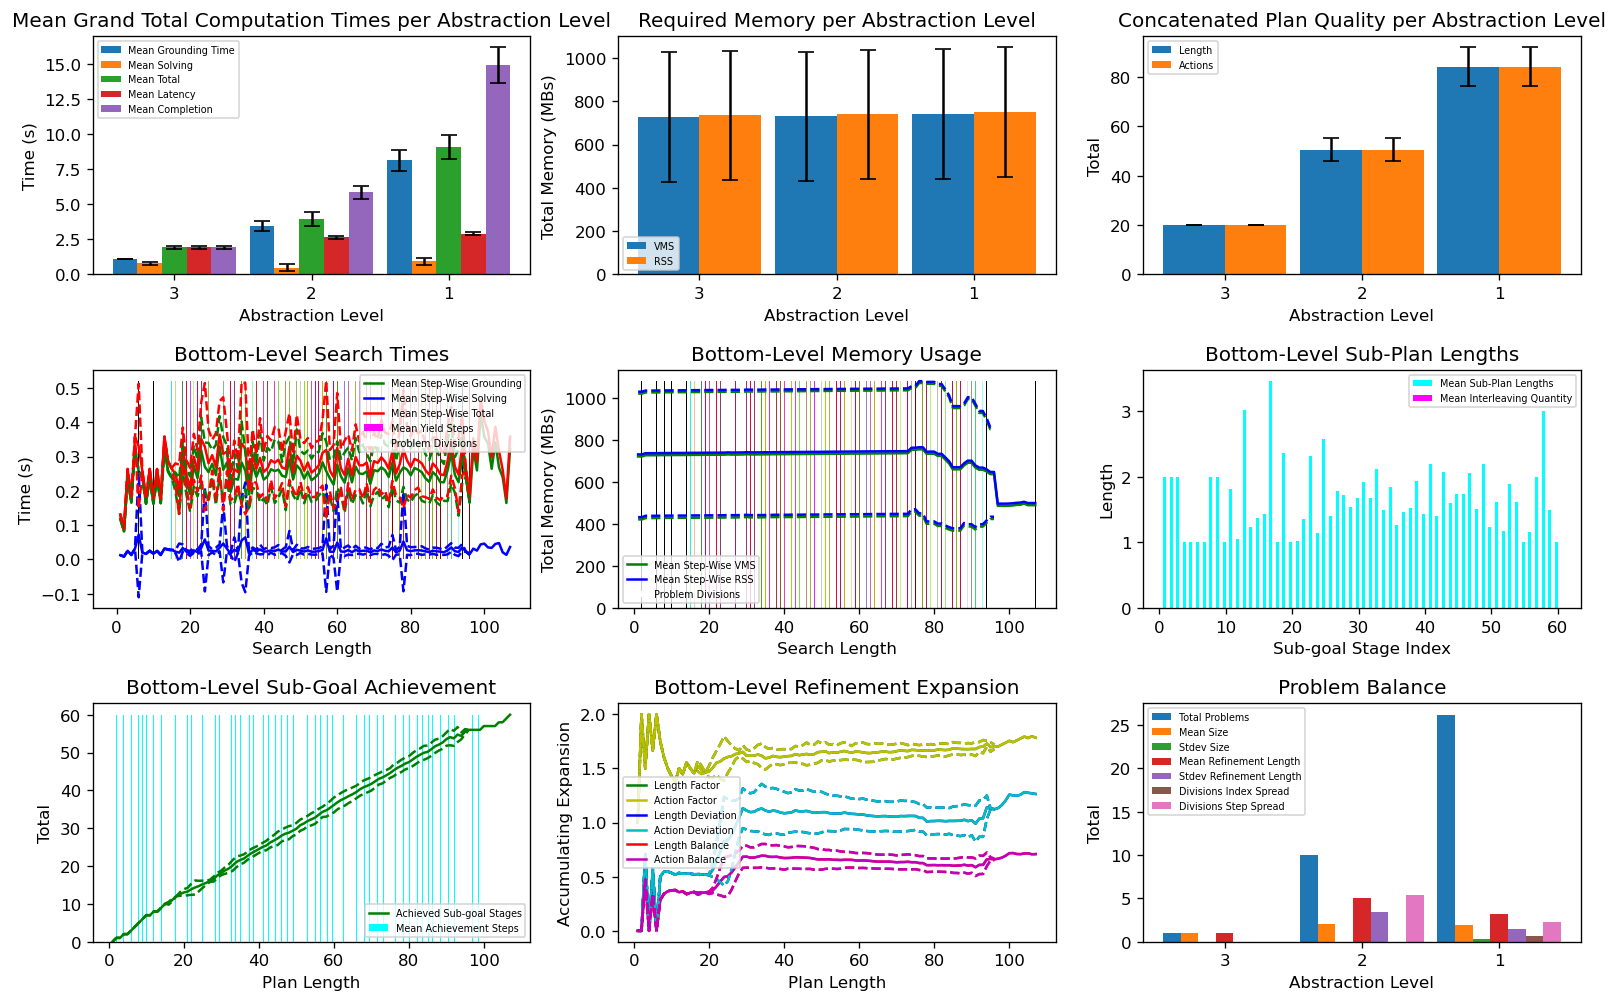 Mean Grand Total Computation Times per Abstraction Level
Time (s)
15.0
12.5
10.0
7.5
5.0
2.5
0.0
Mean Grounding Time
Mean Solving
Mean Total
Mean Latency
Mean Completion
3 2 1
Abstraction Level
Required Memory per Abstraction Level
Total Memory (MBs)
1000
800
600
400
200
0
VMS
RSS
3 2 1
Abstraction Level
Concatenated Plan Quality per Abstraction Level
Total
80
60
40
20
0
Length
Actions
3 2 1
Abstraction Level
Bottom-Level Search Times
Time (s)
0.5
0.4
0.3
0.2
0.1
0.0
−0.1
Mean Step-Wise Grounding
Mean Step-Wise Solving
Mean Step-Wise Total
Mean Yield Steps
Problem Divisions
0 20 40 60 80 100
Search Length
Bottom-Level Memory Usage
Total Memory (MBs)
1000
800
600
400
200
0
Mean Step-Wise VMS
Mean Step-Wise RSS
Problem Divisions
0 20 40 60 80 100
Search Length
Bottom-Level Sub-Plan Lengths
Length
3
2
1
0
Mean Sub-Plan Lengths
Mean Interleaving Quantity
0 10 20 30 40 50 60
Sub-goal Stage Index
Bottom-Level Sub-Goal Achievement
Total
60
50
40
30
20
10
0
Achieved Sub-goal Stages
Mean Achievement Steps
0 20 40 60 80 100
Plan Length
Bottom-Level Refinement Expansion
Accumulating Expansion
2.0
1.5
1.0
0.5
0.0
Length Factor
Action Factor
Length Deviation
Action Deviation
Length Balance
Action Balance
0 20 40 60 80 100
Plan Length
Problem Balance
Total
25
20
15
10
5
0
Total Problems
Mean Size
Stdev Size
Mean Refinement Length
Stdev Refinement Length
Divisions Index Spread
Divisions Step Spread
3 2 1
Abstraction Level